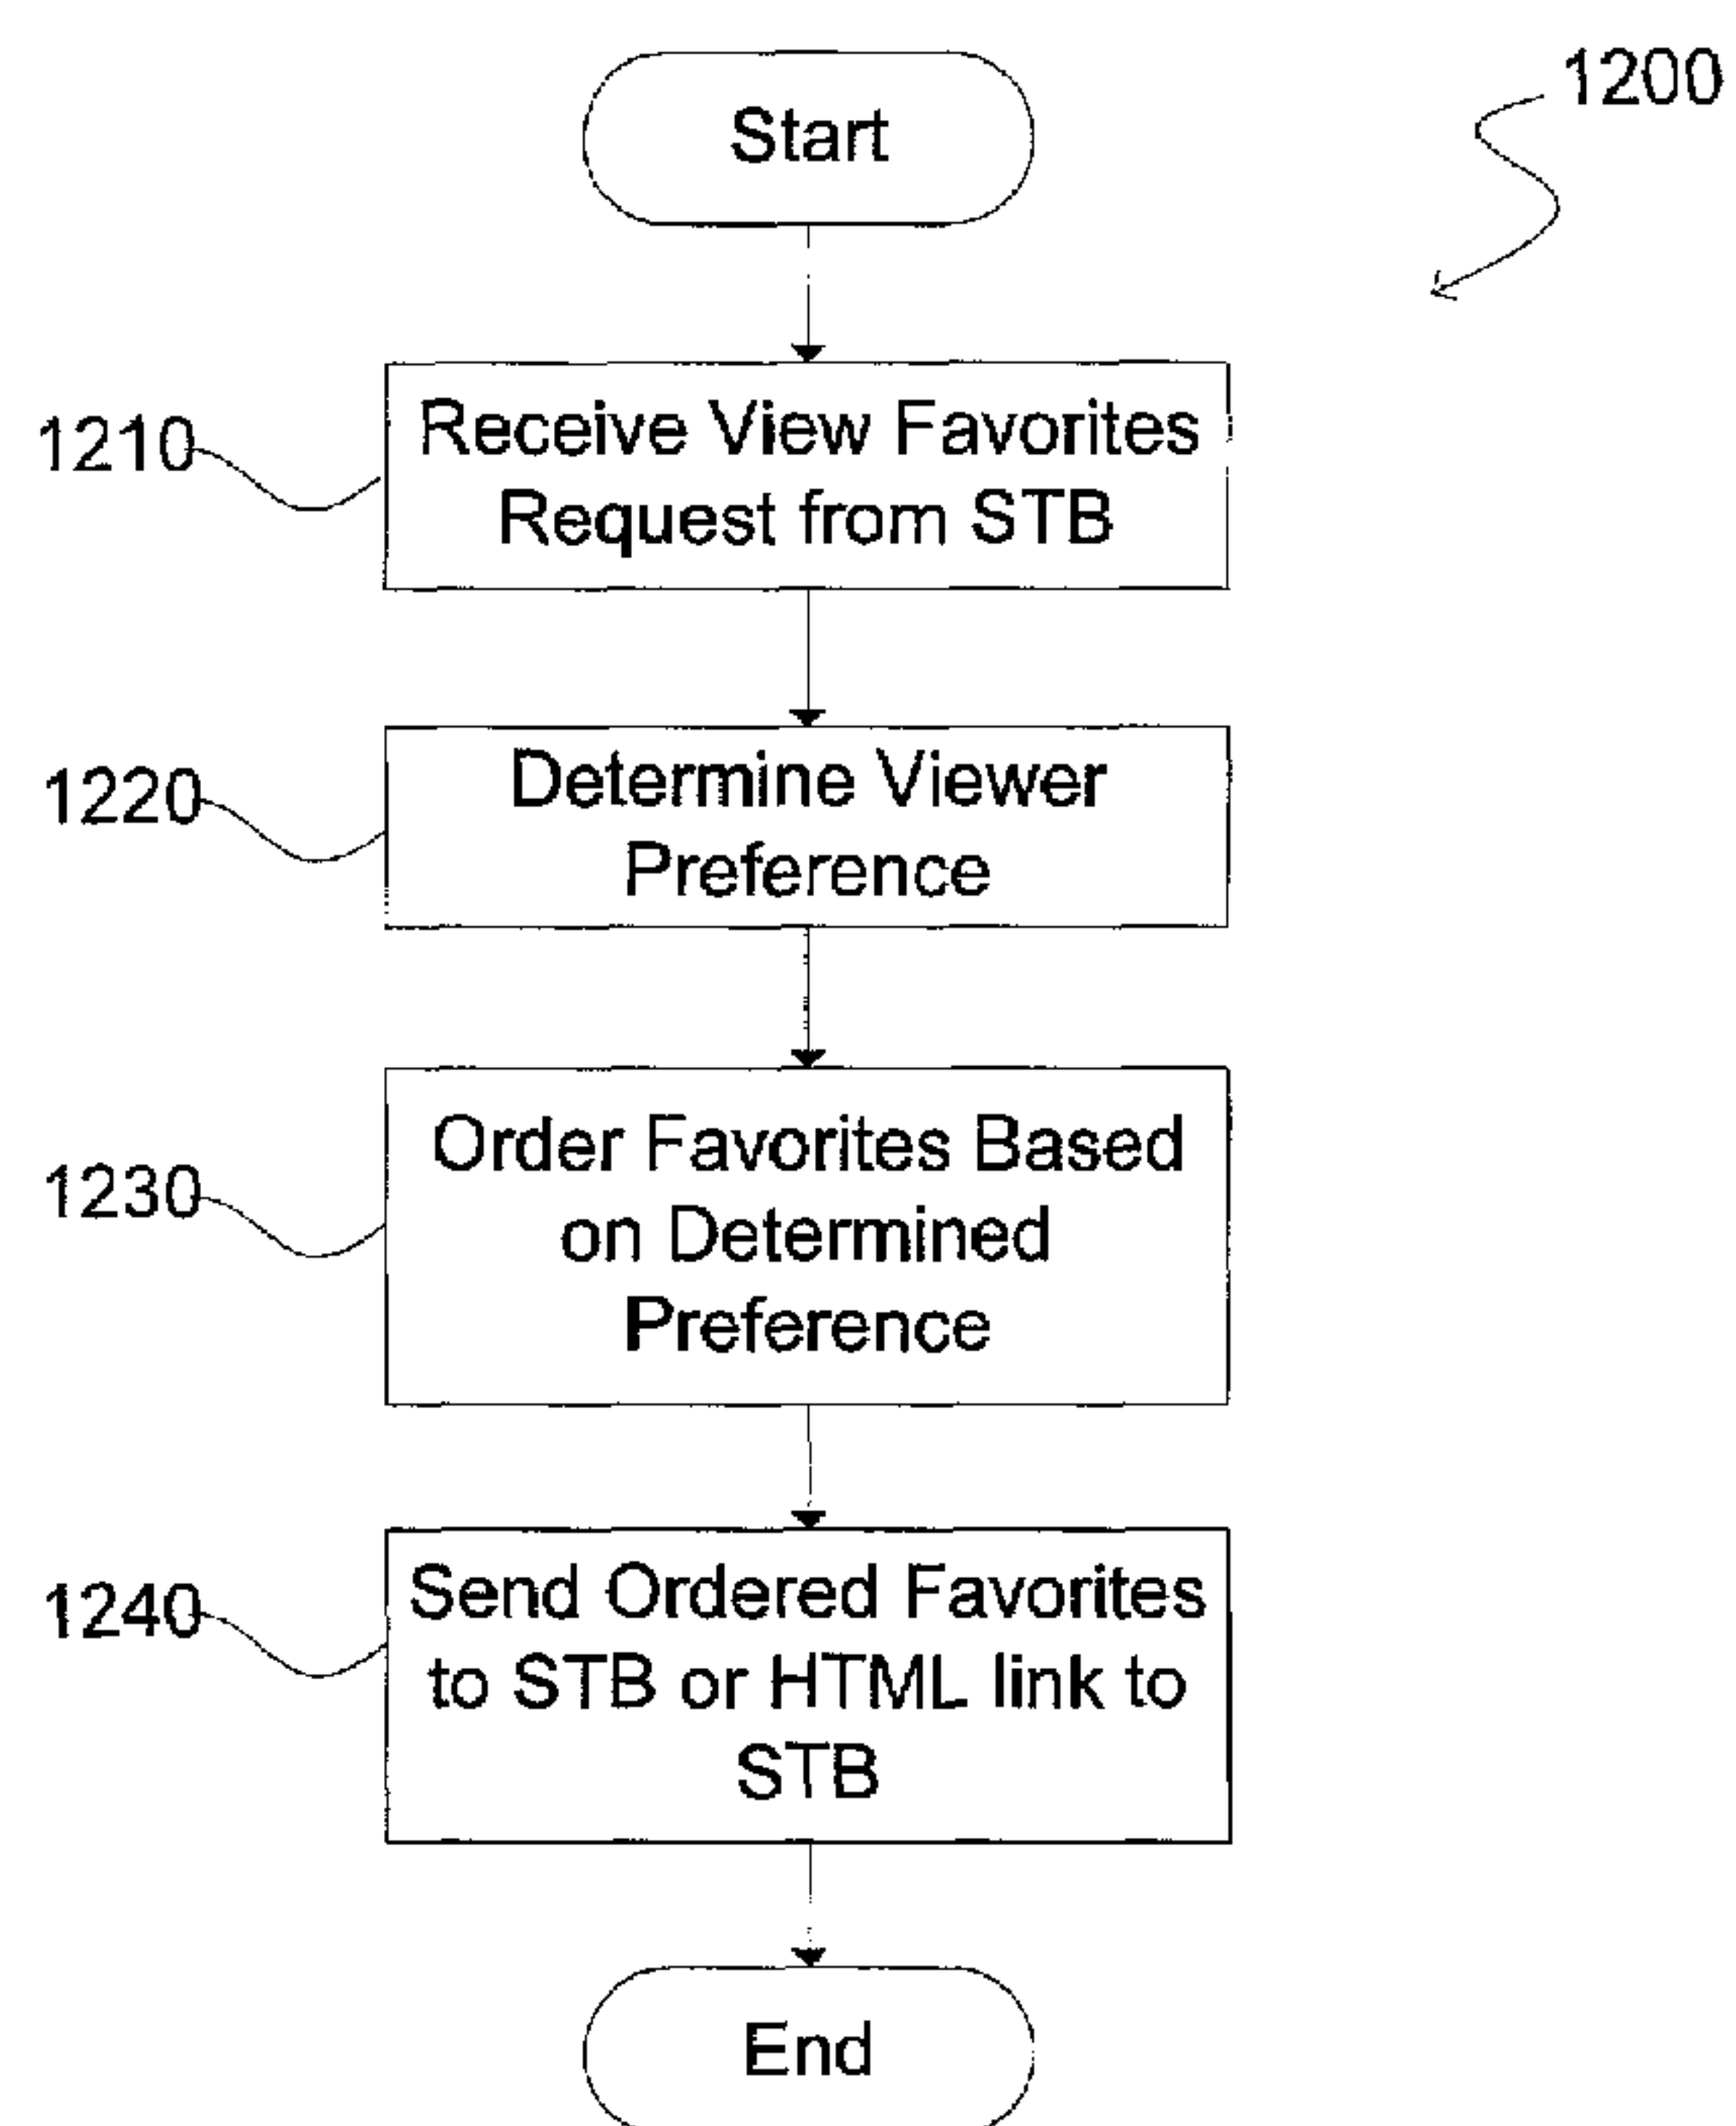 Start
1200
1210
Receive View Favorites
Request from STB
1220
Determine Viewer
Preference
1230
Order Favorites Based
on Determined
Preference
1240
Send Ordered Favorites
to STB or HTML link to
STB
End